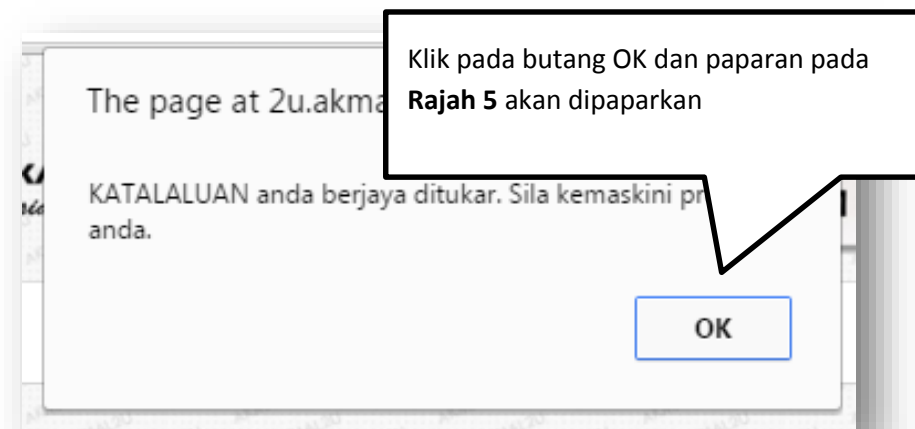 Klik pada butang OK dan paparan pada
Rajah 5 akan dipaparkan
The page at 2u.akma
KATALALUAN anda berjaya ditukar. Sila kemaskini
anda.
OK